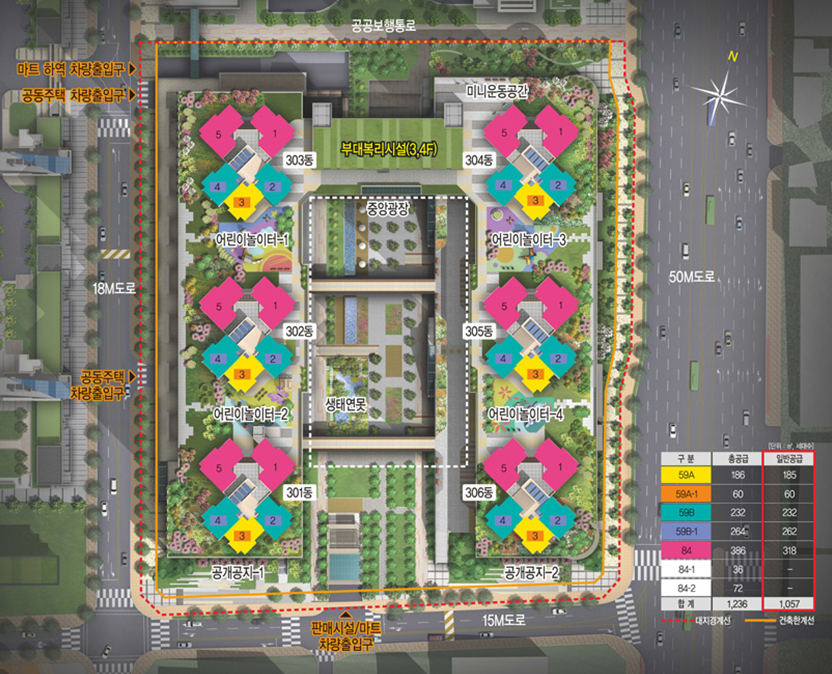 공공보행통로
마트 하역 차량출입구
공동주택 차량출입구
미니운동공간
N
5 1
4 2
3
303동
부대복리시설(3,4F)
304동
5 1
4 2
3
중앙광장
어린이놀이터-1
어린이놀이터-3
18M도로
50M도로
5 1
4 2
3
302동
305동
5 1
4 2
3
공동주택
차량출입구
생태연못
어린이놀이터-2
어린이놀이터-4
5 1
4 2
3
301동
306동
5 1
4 2
3
공개공지-1
공개공지-2
판매시설/마트
차량출입구
15M도로
[단위 : ㎡, 세대수]
구 분 총공급 일반공급
59A 186 185
59A-1 60 60
59B 232 232
59B-1 264 262
84 386 318
84-1 36 -
84-2 72 -
합 계 1,236 1,057
대지경계선 건축한계선